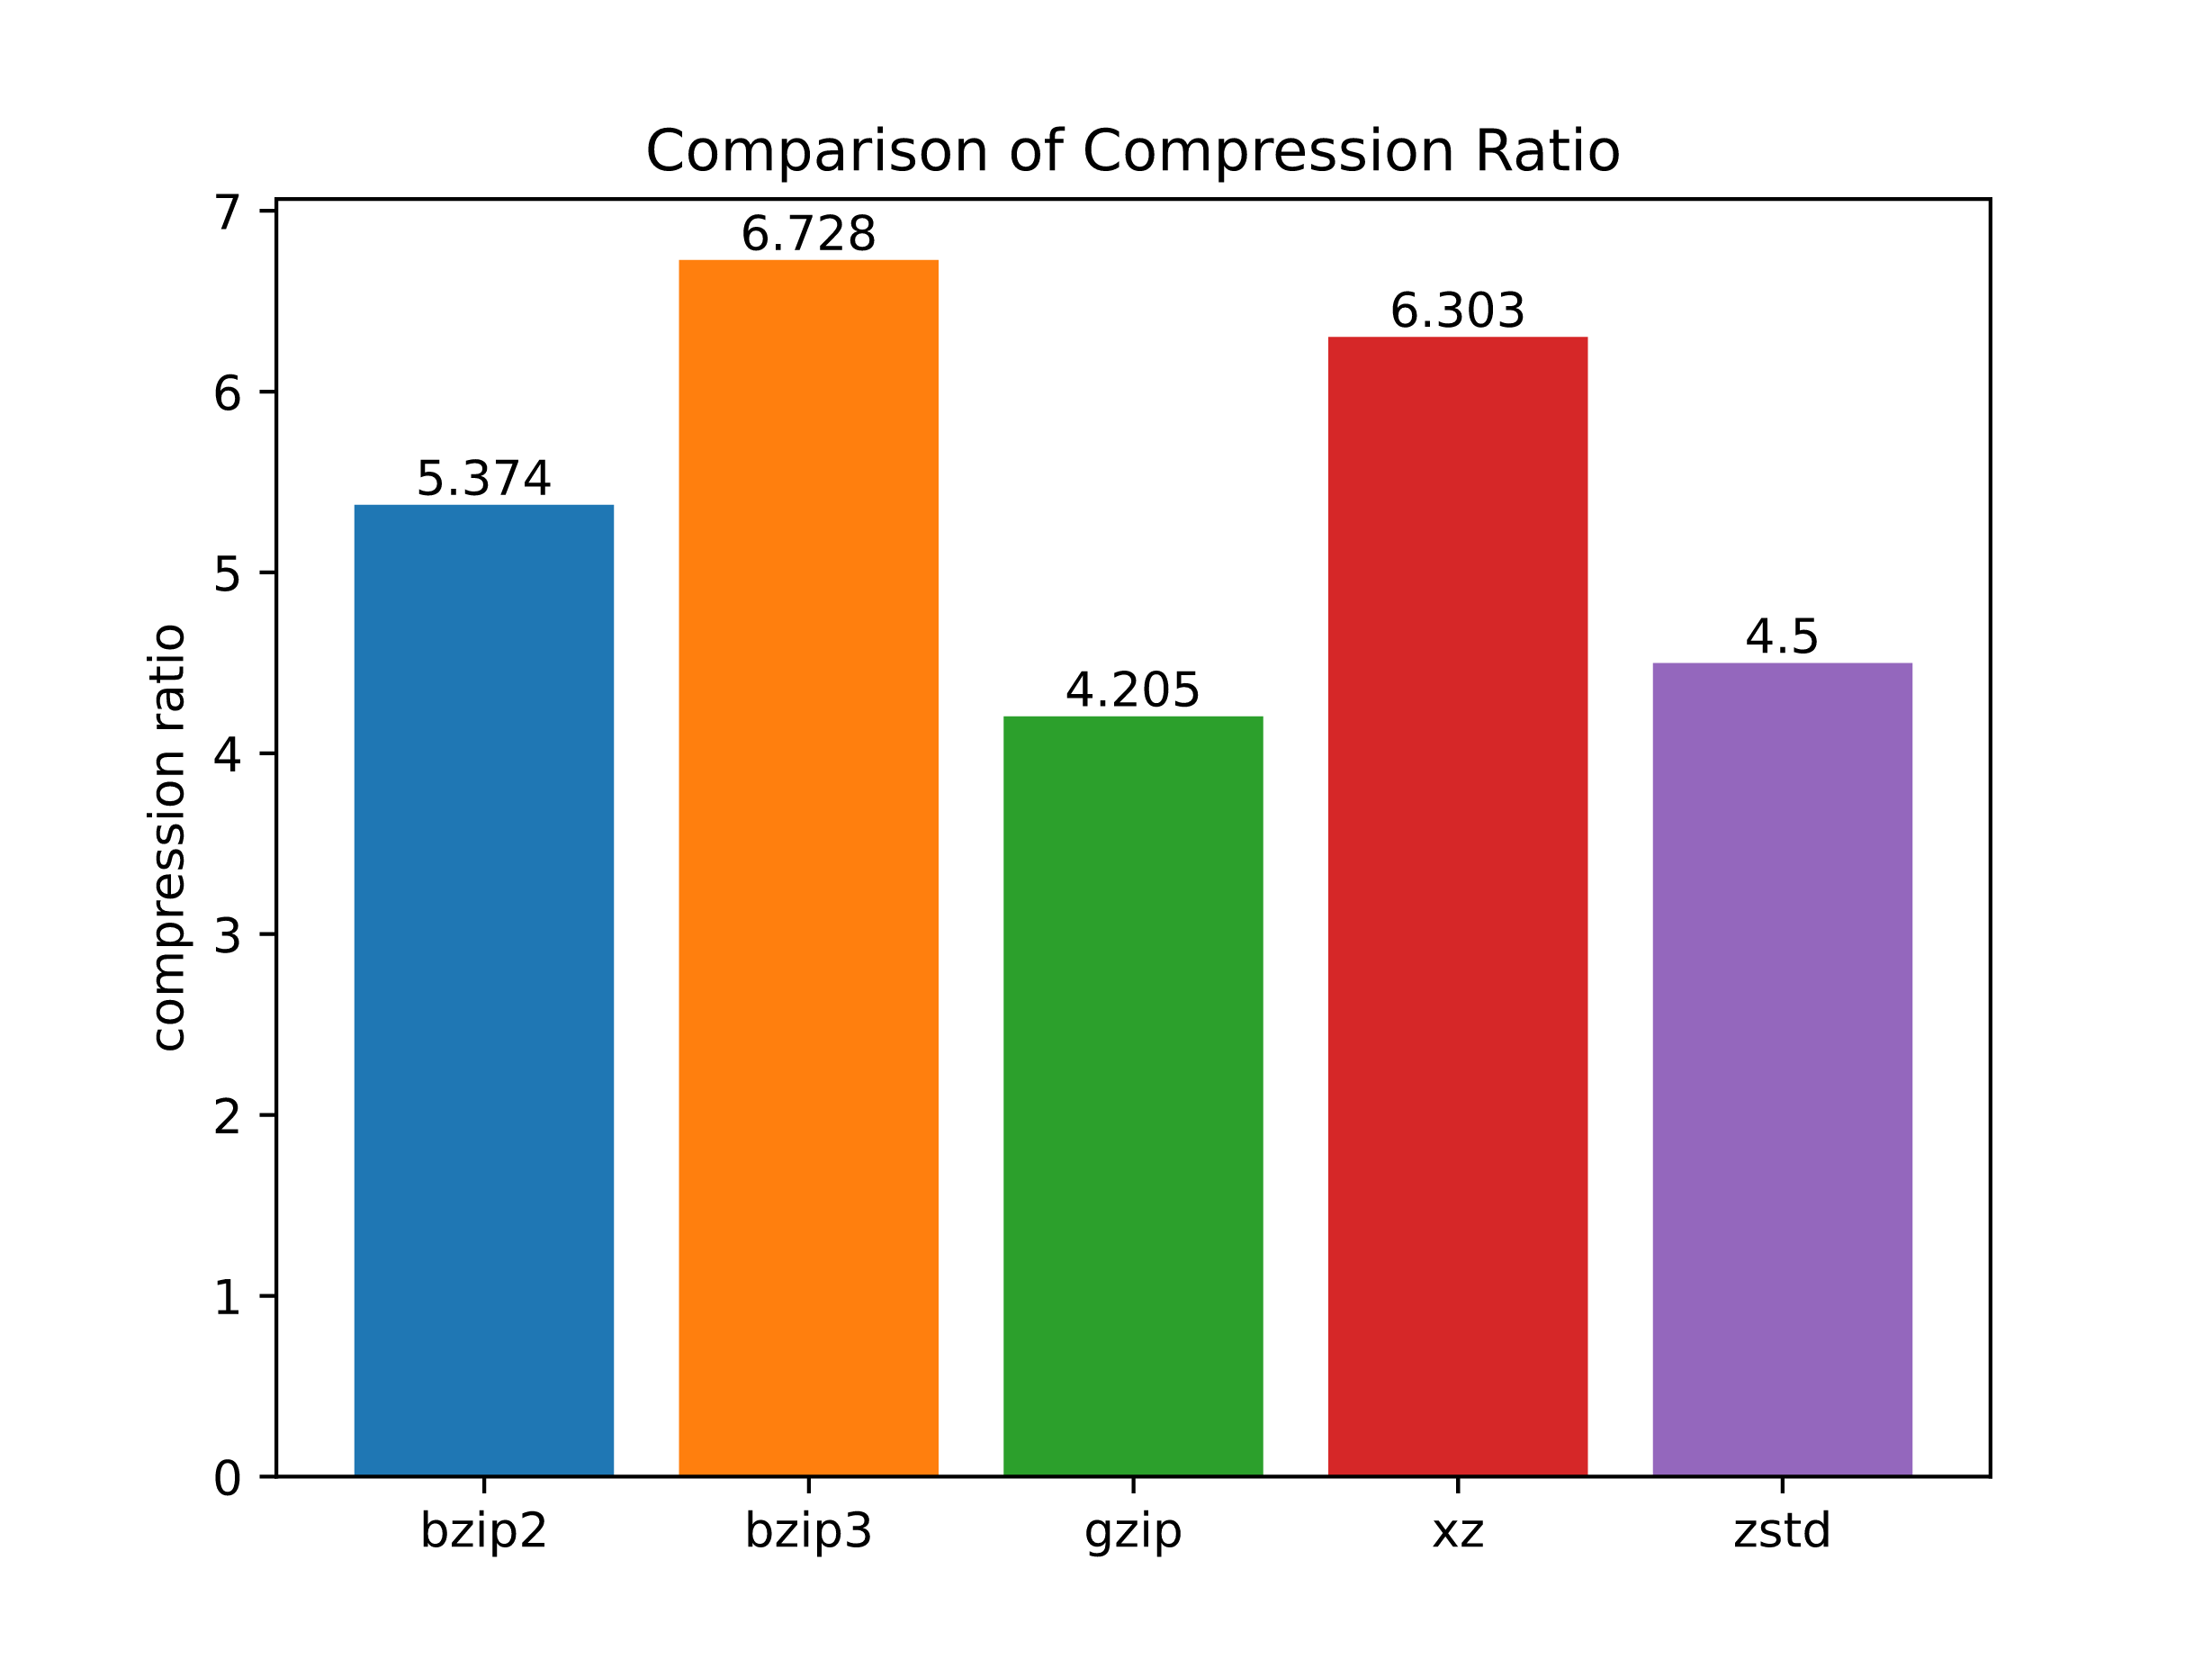 Comparison of Compression Ratio
compression ratio
7
6
5
4
3
2
1
0
5.374
6.728
4.205
6.303
4.5
bzip2
bzip3
gzip
xz
zstd